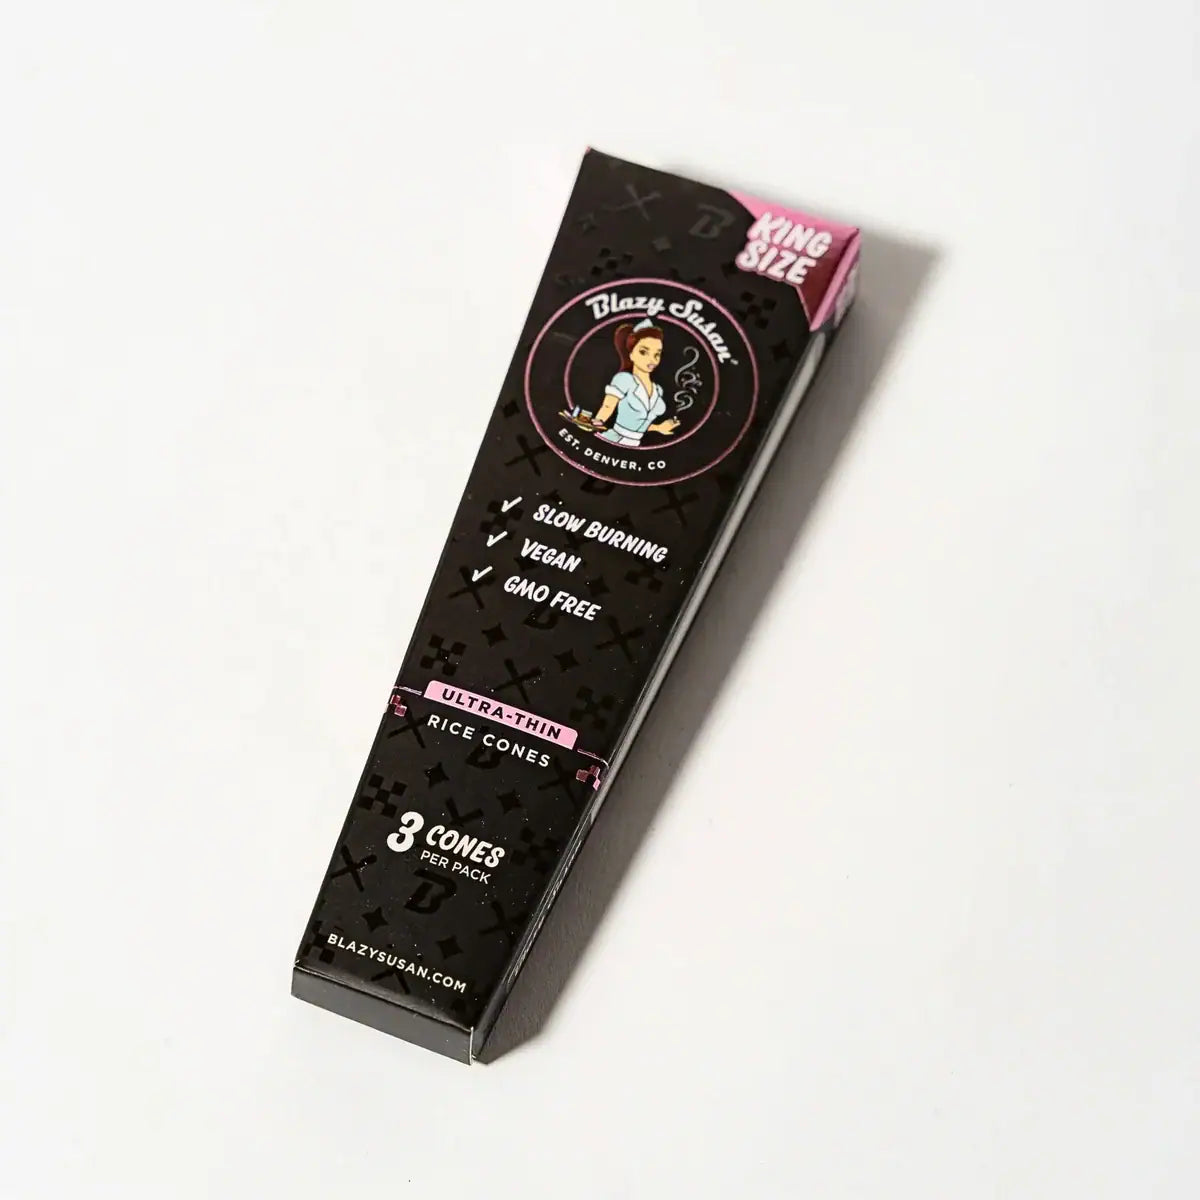 KING
SIZE
Blazy Susan
EST. DENVER, CO
✓ SLOW BURNING
✓ VEGAN
✓ GMO FREE
ULTRA-THIN
RICE CONES
3 CONES
PER PACK
BLAZYSUSAN.COM